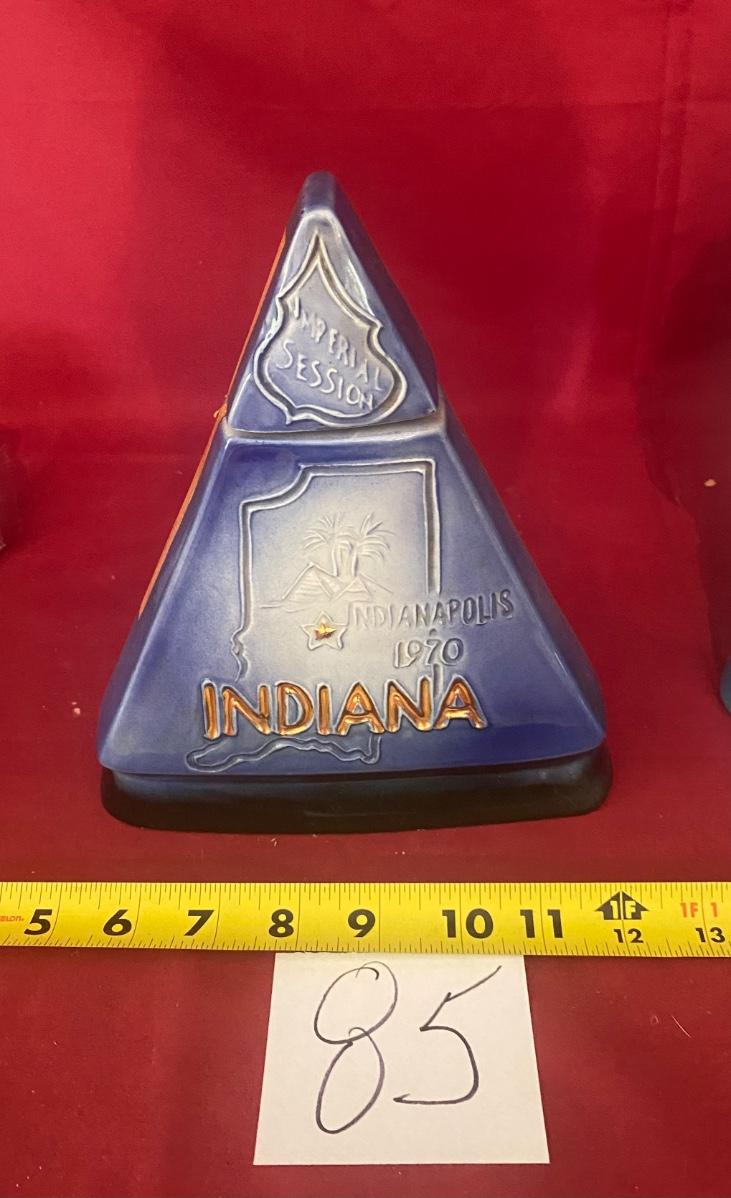 IMPERIAL
SESSION
INDIANAPOLIS
1970
INDIANA
5 6 7 8 9 10 11 1F 12 1F 1 13
85